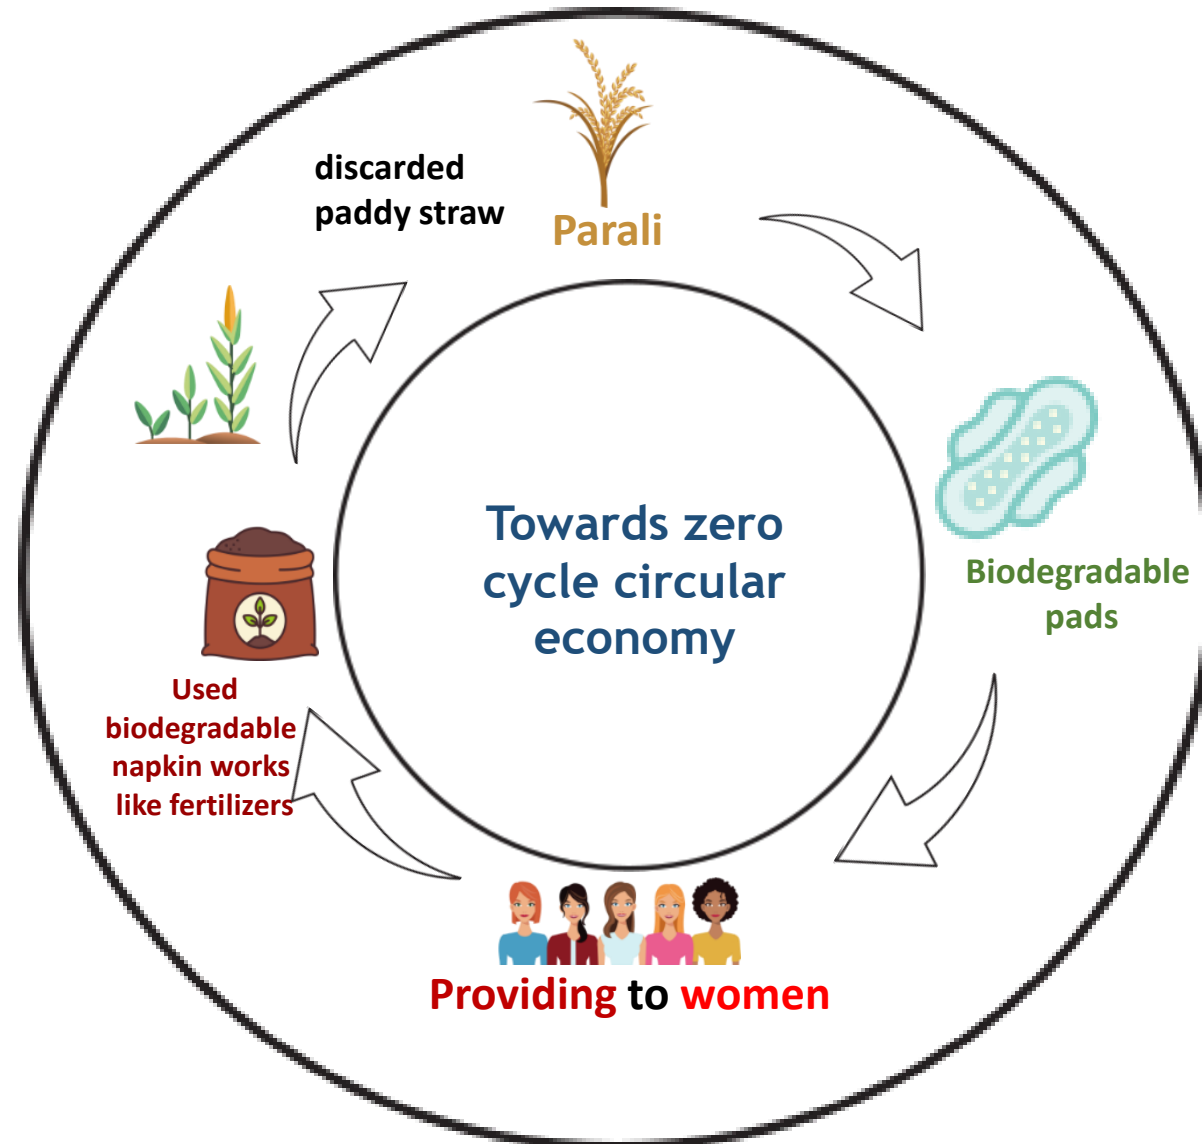 discarded
paddy straw
Parali
Biodegradable
pads
Towards zero
cycle circular
economy
Providing to women
Used
biodegradable
napkin works
like fertilizers